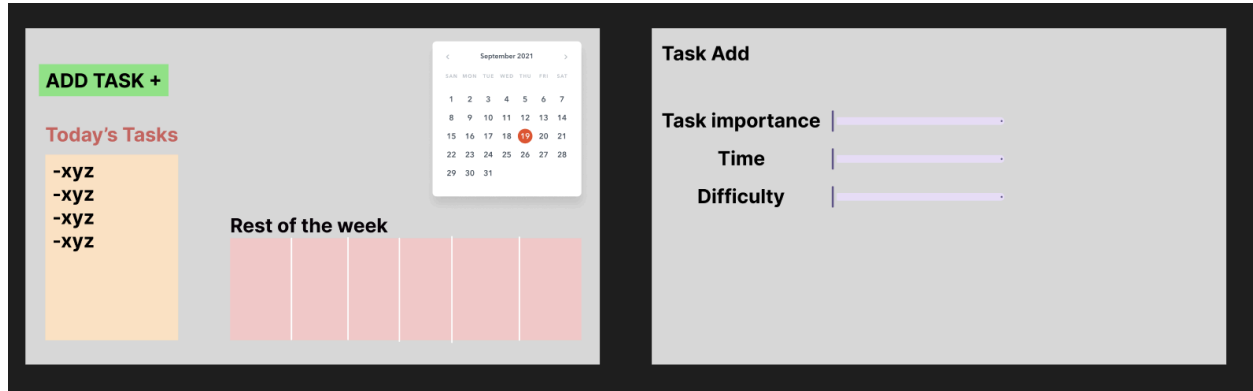 ADD TASK +
Today's Tasks
-xyz
-xyz
-xyz
-xyz
< September 2021 >
SAN MON TUE WED THU FRI SAT
1 2 3 4 5 6 7
8 9 10 11 12 13 14
15 16 17 18 19 20 21
22 23 24 25 26 27 28
29 30 31
Rest of the week
Task Add
Task importance
Time
Difficulty